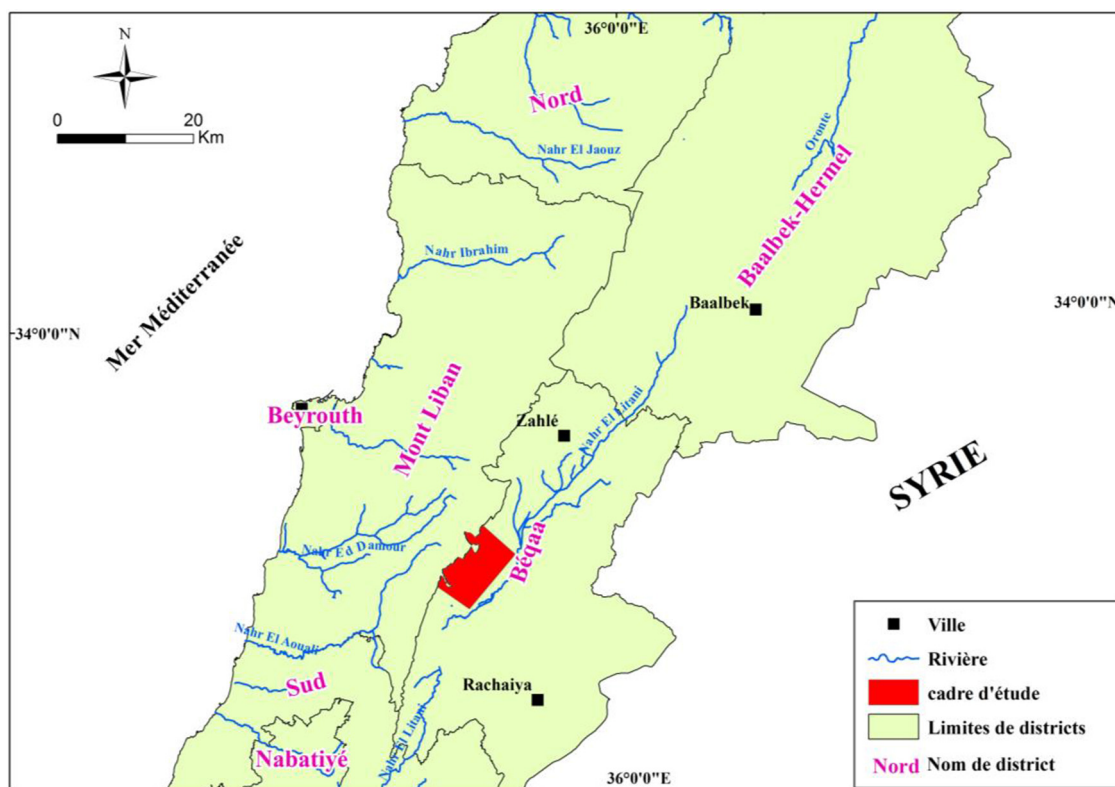 36°0'0"E
N
0 20
Km
Nord
Oronte
Nahr El Jaouz
Baalbek-Hermel
Nahr Ibrahim
Mer Méditerranée
Baalbek
34°0'0"N
34°0'0"N
Mont Liban
Beyrouth
Zahlé
Nahr El Litani
SYRIE
Béqaa
Nahr Ed Damour
Nahr El Aouali
Sud
Rachaiya
Nahr El Litani
Nabatiyé
36°0'0"E
Ville
Rivière
cadre d'étude
Limites de districts
Nord Nom de district